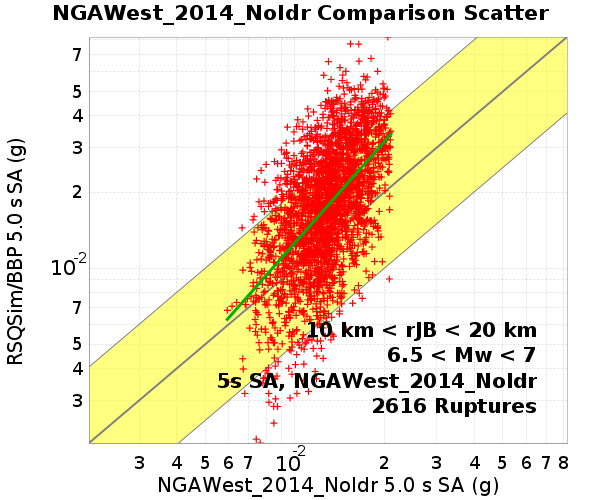 NGAWest_2014_NoIdr Comparison Scatter
RSQSim/BBP 5.0 s SA (g)
7
5
4
3
2
10-2
7
5
4
3
10 km < rJB < 20 km
6.5 < Mw < 7
5s SA, NGAWest_2014_NoIdr
2616 Ruptures
3 4 5 6 7 10-2 2 3 4 5 6 7 8
NGAWest_2014_NoIdr 5.0 s SA (g)